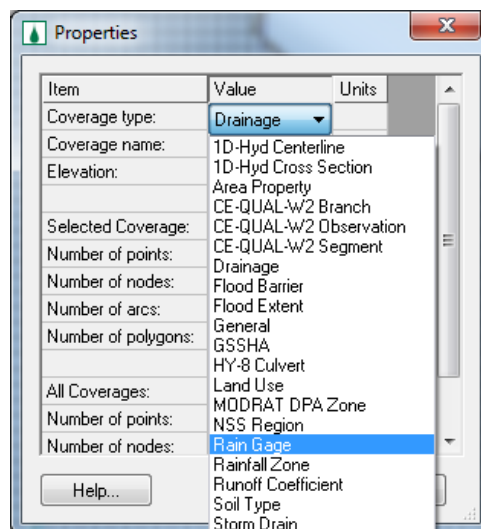 Properties
Item Value Units
Coverage type: Drainage
Coverage name:
Elevation:
Selected Coverage:
Number of points:
Number of nodes:
Number of arcs:
Number of polygons:
All Coverages:
Number of points:
Number of nodes:
1D-Hyd Centerline
1D-Hyd Cross Section
Area Property
CE-QUAL-W2 Branch
CE-QUAL-W2 Observation
CE-QUAL-W2 Segment
Drainage
Flood Barrier
Flood Extent
General
GSSHA
HY-8 Culvert
Land Use
MODRAT DPA Zone
NSS Region
Rain Gage
Rainfall Zone
Runoff Coefficient
Soil Type
Storm Drain
Help...